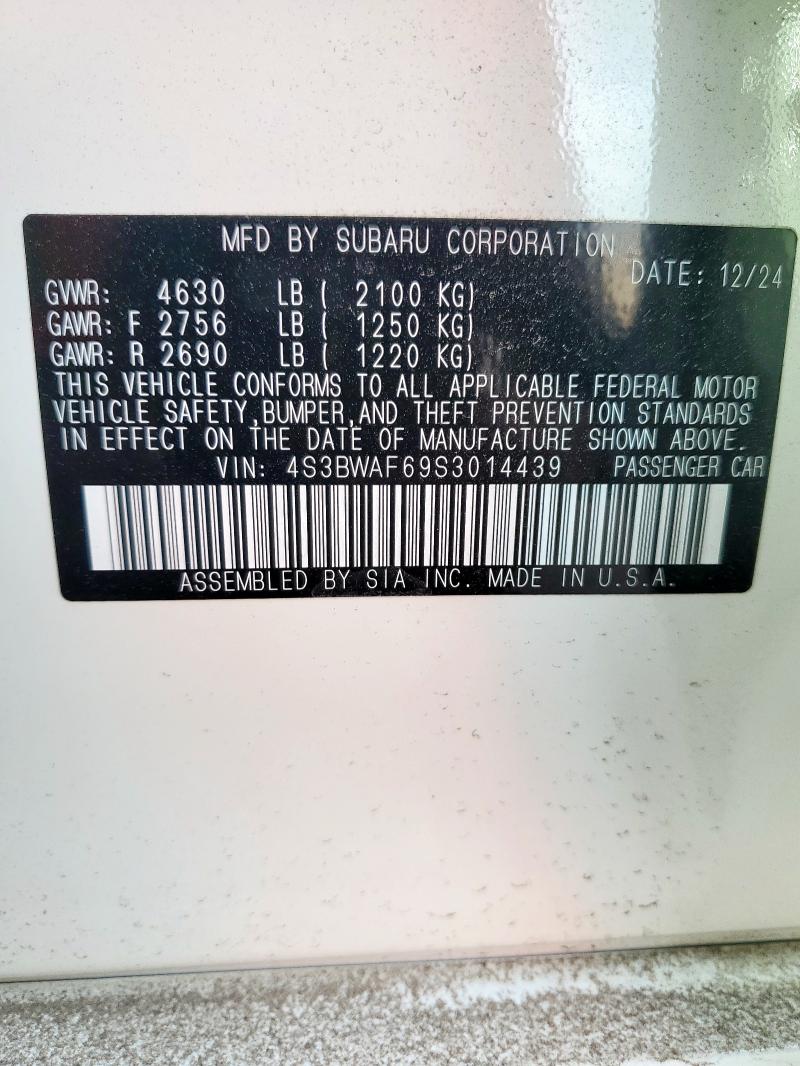 MFD BY SUBARU CORPORATION
DATE: 12/24
GVWR: 4630 LB ( 2100 KG)
GAWR: F 2756 LB ( 1250 KG)
GAWR: R 2690 LB ( 1220 KG)
THIS VEHICLE CONFORMS TO ALL APPLICABLE FEDERAL MOTOR
VEHICLE SAFETY,BUMPER,AND THEFT PREVENTION STANDARDS
IN EFFECT ON THE DATE OF MANUFACTURE SHOWN ABOVE.
VIN: 4S3BWAF69S3014439 PASSENGER CAR
ASSEMBLED BY SIA INC. MADE IN U.S.A.